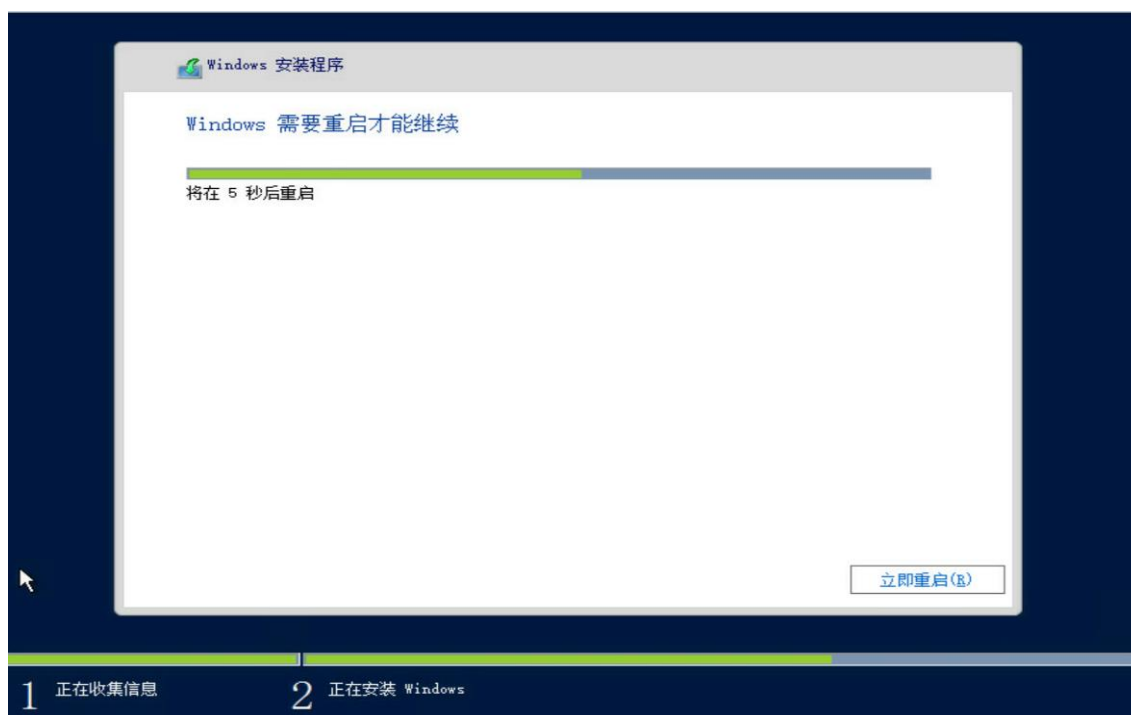 Windows 安装程序
Windows 需要重启才能继续
将在 5 秒后重启
立即重启(R)
1 正在收集信息
2 正在安装 Windows